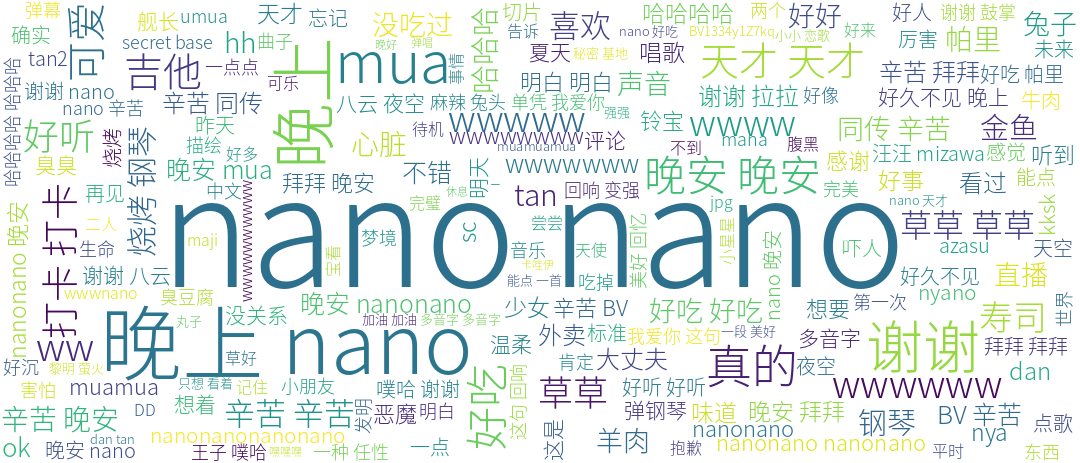 弹幕
舰长
umua
天才
忘记
没吃过
哈哈哈哈
切片
喜欢
哈哈哈哈
两个
好好
好人
谢谢 鼓掌
兔子
确实
secret base
hh
曲子
晚好
弹唱
告诉
nano 好吃
BV1334y1Z7kq
小小 恋歌
好来
厉害
帕里
未来
tan2
可爱
吉他
一点点
晚上
mua
事情
夏天
秘密 基地
唱歌
天才 天才
辛苦 拜拜
好吃 帕里
谢谢 nano
可乐
明白 明白
声音
谢谢 拉拉
好像
好久不见 晚上
牛肉
哈哈哈哈 哈哈哈
nano 辛苦
辛苦 同传
八云 夜空
麻辣 兔头
单凭 我爱你
强强
好听
昨天
待机
wwwww
wwwwwwwww
评论
铃宝
wwww
同传 辛苦
金鱼
烧烤
描绘
好多
心脏
muamuamua
不到
maha
腹黑
感谢
汪汪 mizawa
感觉
听到
臭臭
烧烤 钢琴
晚安 mua
拜拜 晚安
不错
明天
wwwwwww
晚安 晚安
完美
好事
看过
能点
打卡 打卡
再见
中文
wwwwwwwwwwwww
完璧
休息
tan
回响 变强
jpg
nano 天才
kksk
二人
nano nano
sc
尝尝
小星星
草草 草草
生命
maji
宝看
梦境
音乐
天使
美好 回忆
nano 晚安
吓人
azasu
天空
nanonano 晚安
谢谢 八云
卡哇伊
能点 一首
吃掉
好久不见
直播
wwwnano
臭豆腐
没关系
晚安 nanonano
少女 辛苦 BV
好吃 好吃
想要
第一次
nyano
世界
ww
丸子
晚上 nano
加油 加油
多音字 多音字
温柔
外卖
标准
我爱你 这句
一段 美好
多音字
谢谢
寿司
草好
肯定
大丈夫
真的
夜空
拜拜 拜拜
好沉
黎明 萤火
只想 看着
好吃
dan
害怕
muamua
想着
记住
小朋友
噗哈 谢谢
这句 回响
草草
好听 好听
wwwwwww
辛苦 晚安
DD
辛苦 辛苦
发明
恶魔
明白
弹钢琴
味道
晚安 拜拜
钢琴
BV 辛苦
点歌
nanonanonanonano
这是
羊肉
nanonano
nya
ok
晚安 nano
dan tan
王子 噗哈
嘿嘿嘿
一种 任性
一点
抱歉
nanonano nanonano
平时
东西